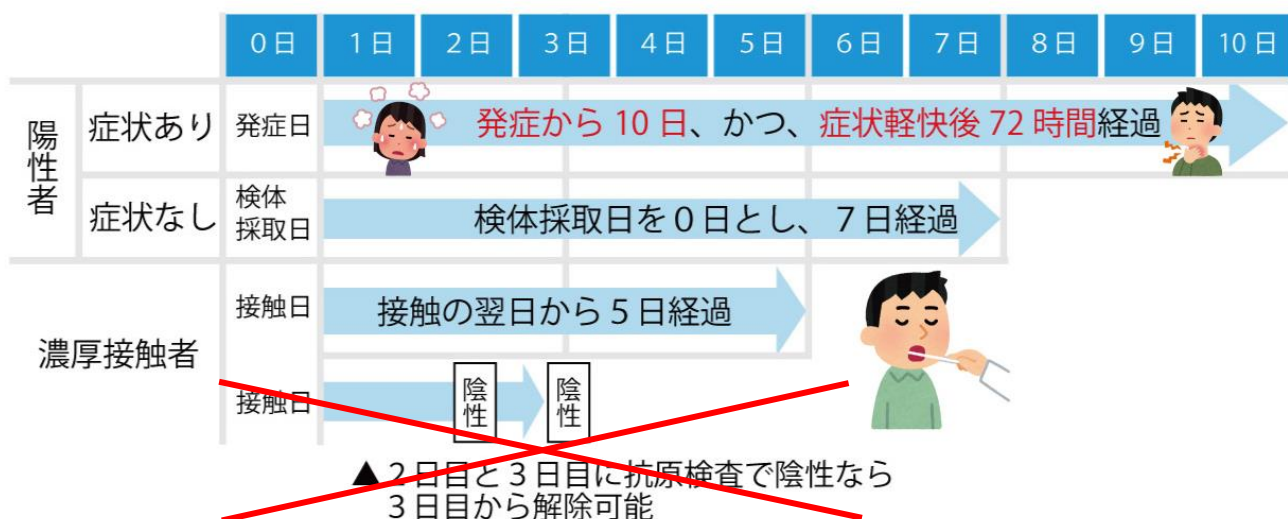 0日 1日 2日 3日 4日 5日 6日 7日 8日 9日 10日
陽性者
症状あり 発症日 発症から10日、かつ、症状軽快後72時間経過
症状なし 検体
採取日 検体採取日を0日とし、7日経過
濃厚接触者
接触日 接触の翌日から5日経過
接触日 陰性 陰性
▲2日目と3日目に抗原検査で陰性なら
3日目から解除可能